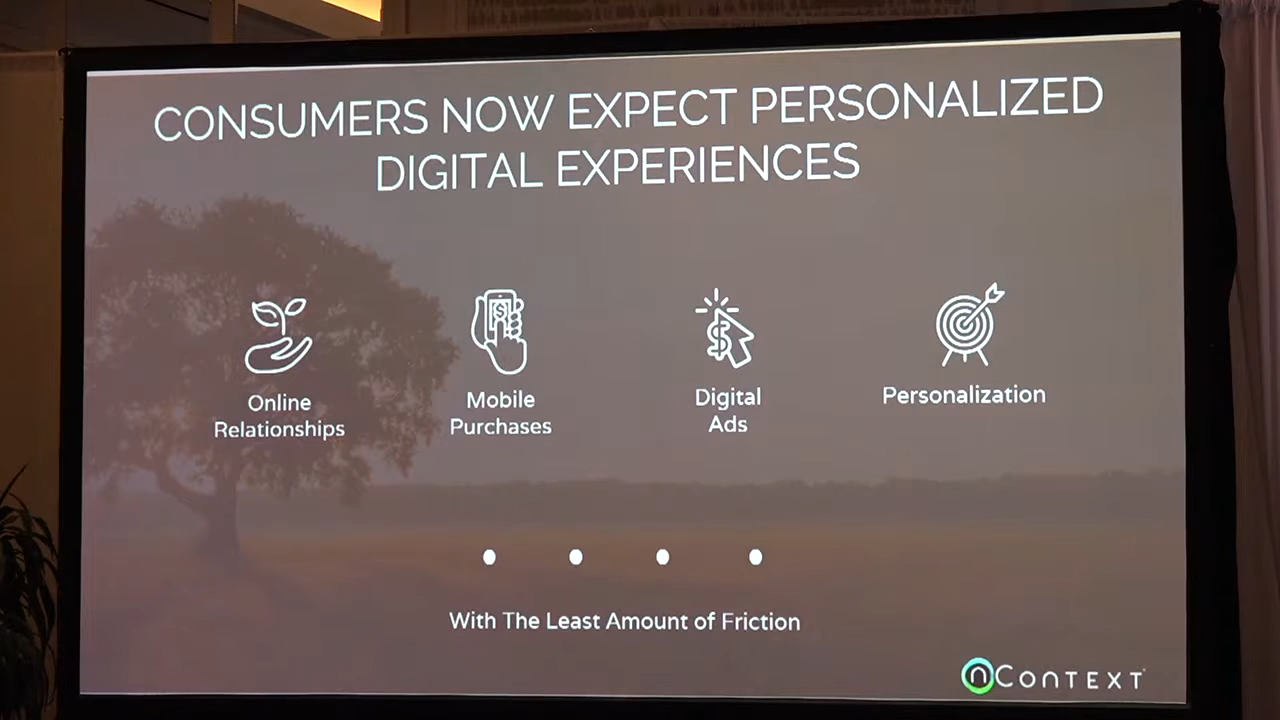 CONSUMERS NOW EXPECT PERSONALIZED
DIGITAL EXPERIENCES
Online
Relationships
Mobile
Purchases
Digital
Ads
Personalization
With The Least Amount of Friction
nContext